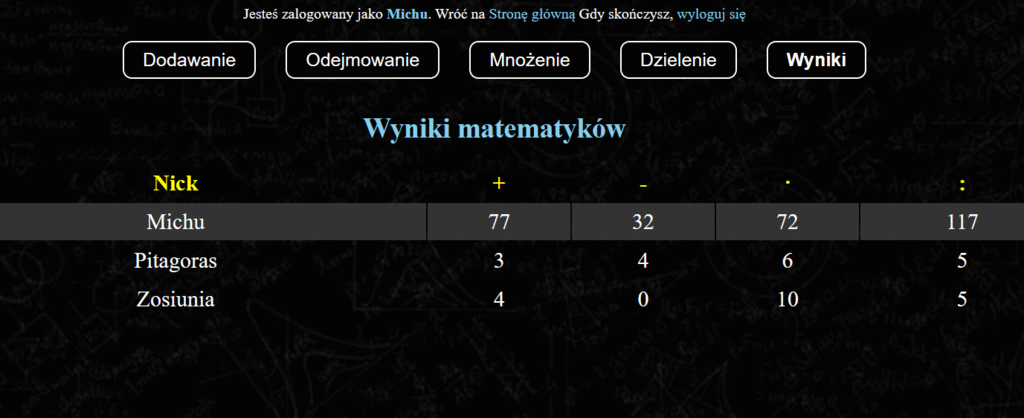 Jesteś zalogowany jako Michu. Wróć na Stronę główną Gdy skończysz, wyloguj się
Dodawanie Odejmowanie Mnożenie Dzielenie Wyniki
Wyniki matematyków
Nick + - · :
Michu 77 32 72 117
Pitagoras 3 4 6 5
Zosiunia 4 0 10 5